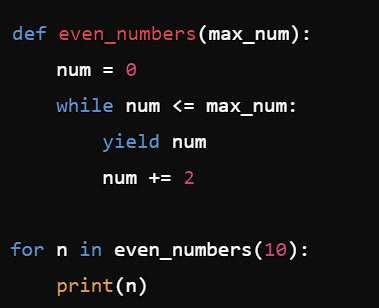 def even_numbers(max_num):
    num = 0
    while num <= max_num:
        yield num
        num += 2

for n in even_numbers(10):
    print(n)